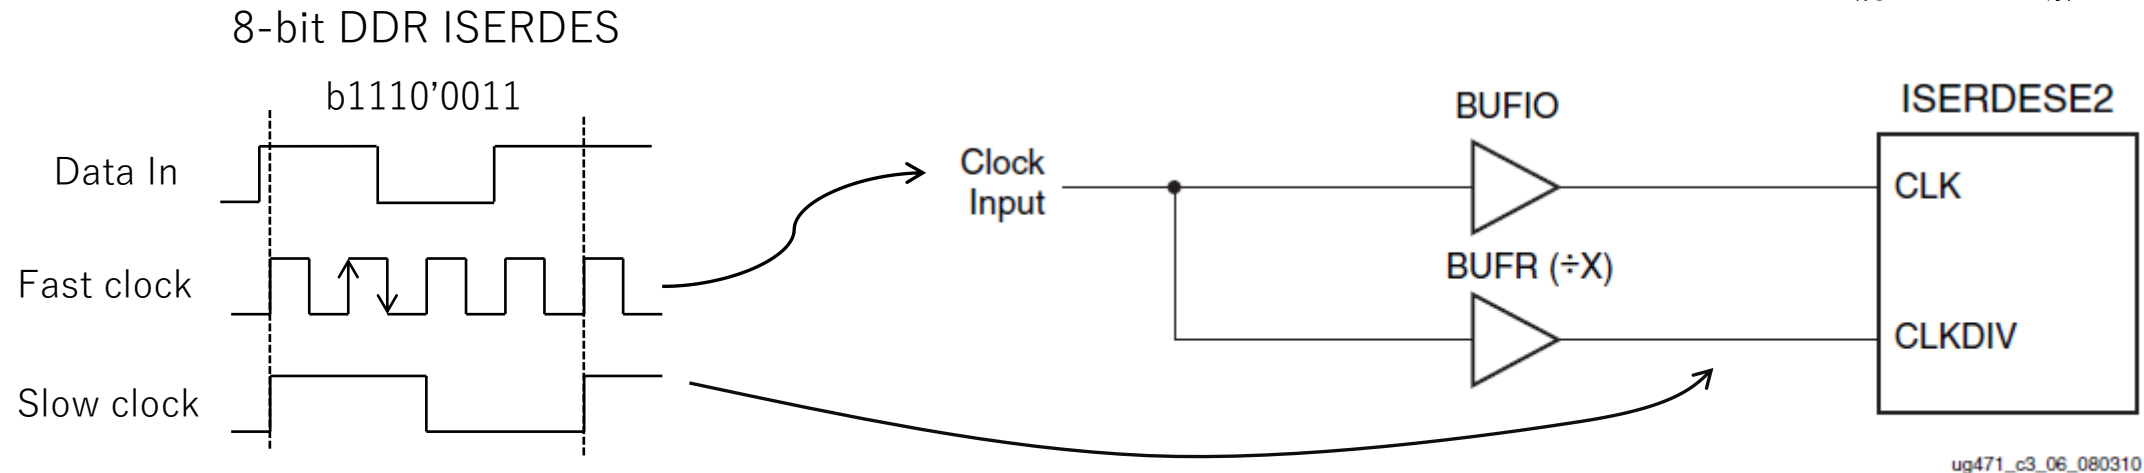 8-bit DDR ISERDES
b1110'0011
Data In
Fast clock
Slow clock
Clock
Input
BUFIO
BUFR (÷X)
ISERDESE2
CLK
CLKDIV
ug471_c3_06_080310